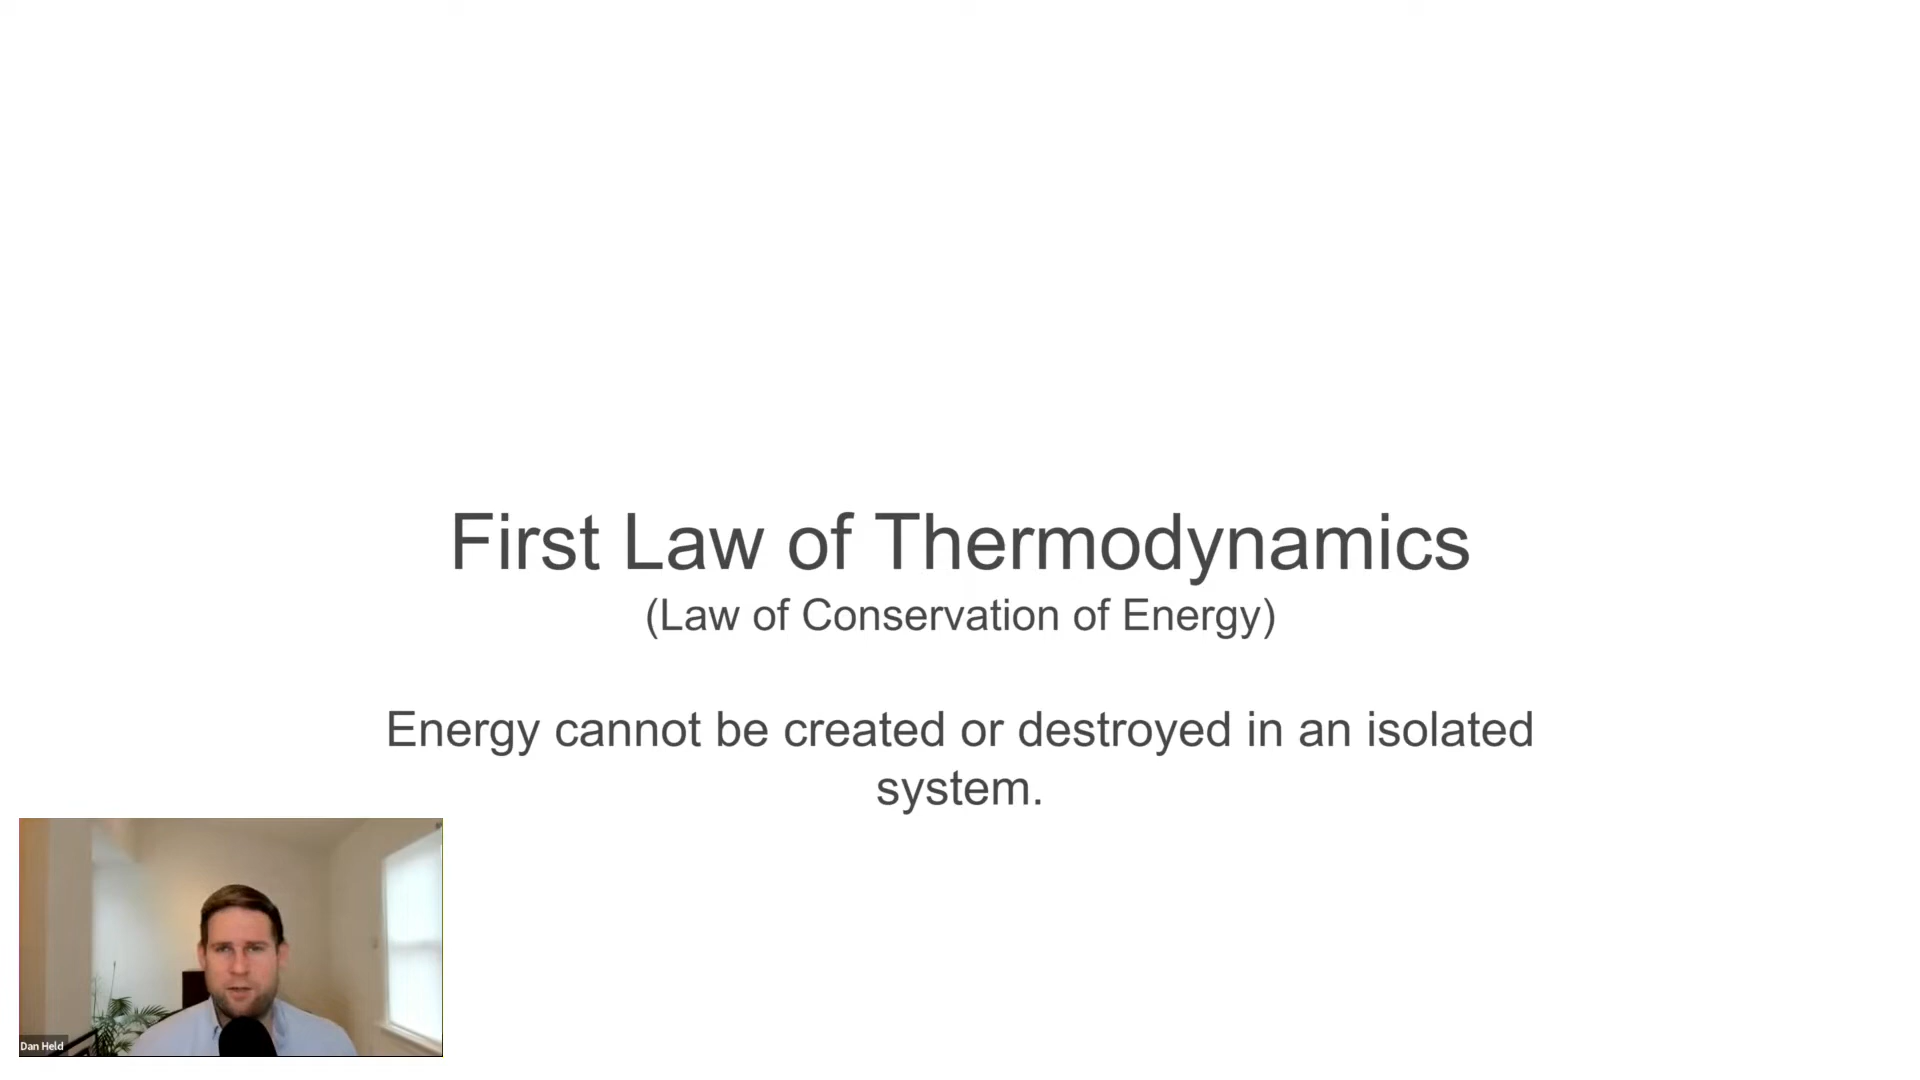 First Law of Thermodynamics
(Law of Conservation of Energy)
Energy cannot be created or destroyed in an isolated
system.
Dan Held